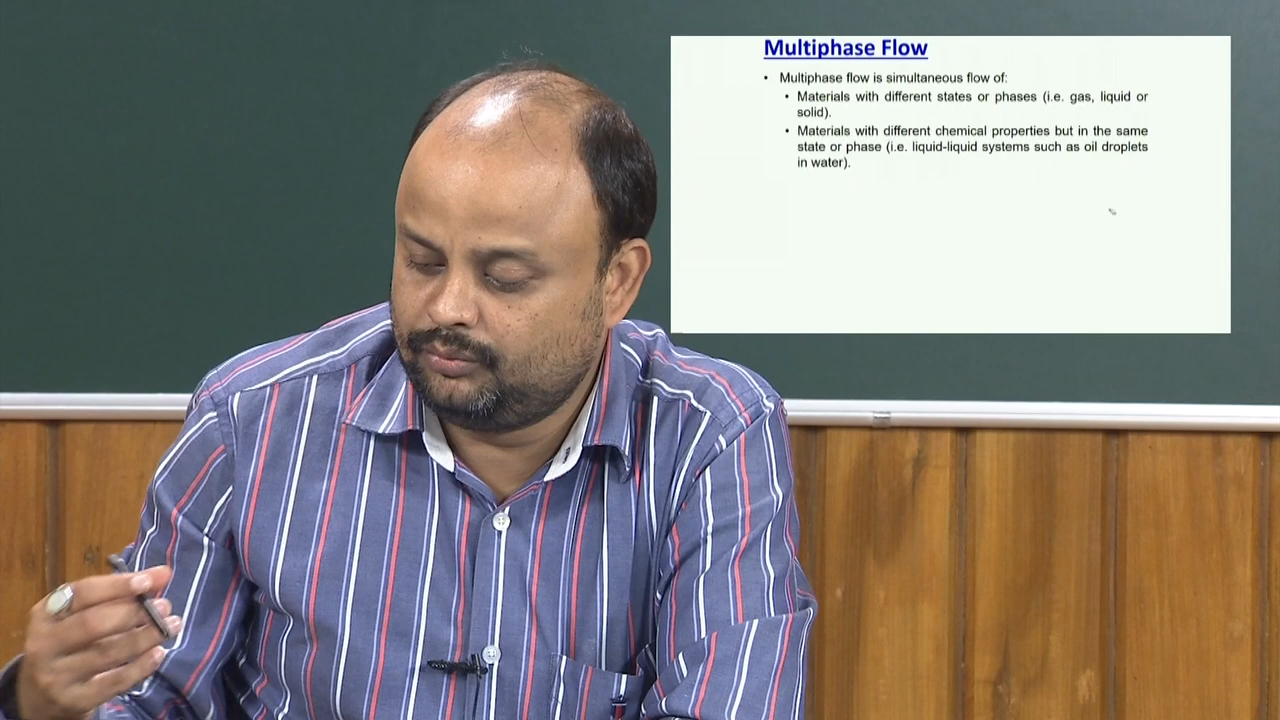 Multiphase Flow
• Multiphase flow is simultaneous flow of:
• Materials with different states or phases (i.e. gas, liquid or
solid).
• Materials with different chemical properties but in the same
state or phase (i.e. liquid-liquid systems such as oil droplets
in water).